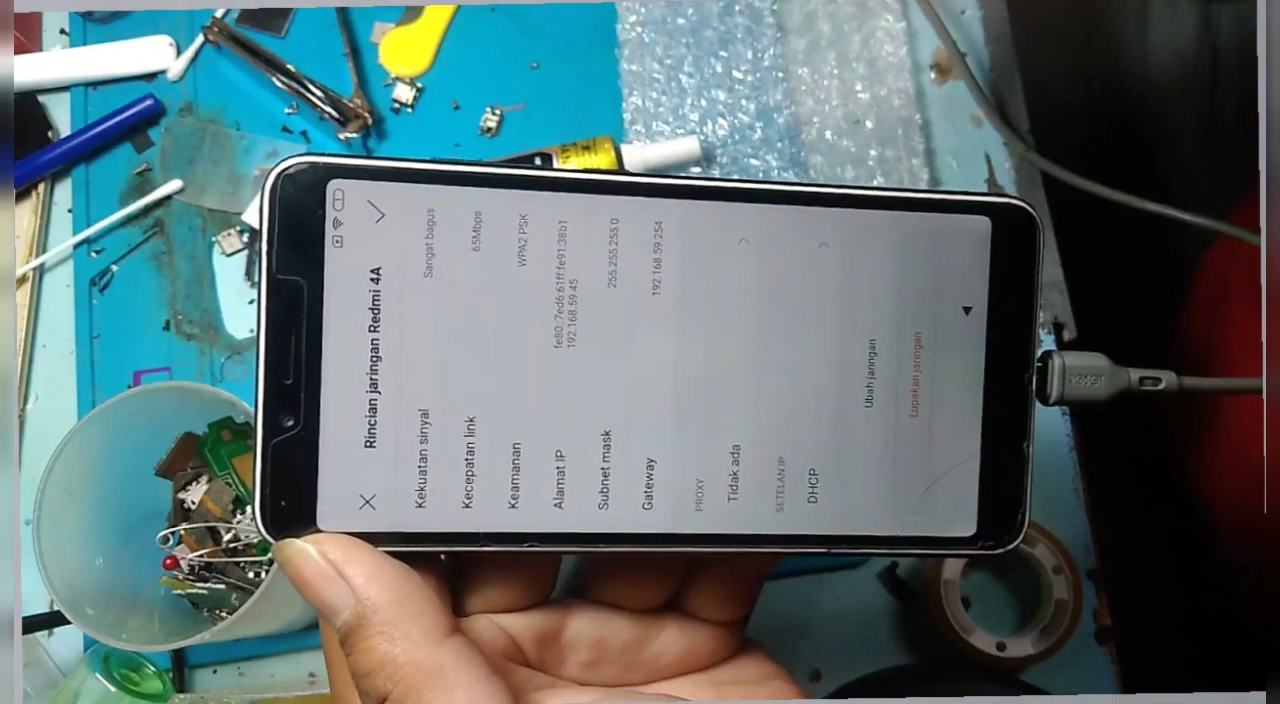 Rincian jaringan Redmi 4A
Kekuatan sinyal Sangat bagus
Kecepatan link 65Mbps
Keamanan WPA2 PSK
Alamat IP fe80::7ed6:61ff:fe91:38b1
192.168.59.45
Subnet mask 255.255.255.0
Gateway 192.168.59.254
PROXY
Tidak ada
SETELAN IP
DHCP
Ubah jaringan
Lupakan jaringan